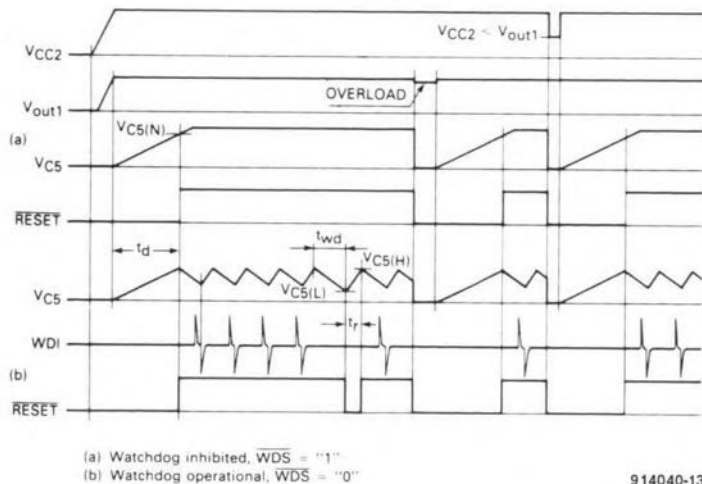 VCC2
VCC2 < Vout1
Vout1
OVERLOAD
(a)
VC5(N)
VC5
RESET
td
twd
VC5(H)
VC5(L)
VC5
tr
WDI
(b)
RESET
(a) Watchdog inhibited, WDS = "1"
(b) Watchdog operational, WDS = "0"
914040-13